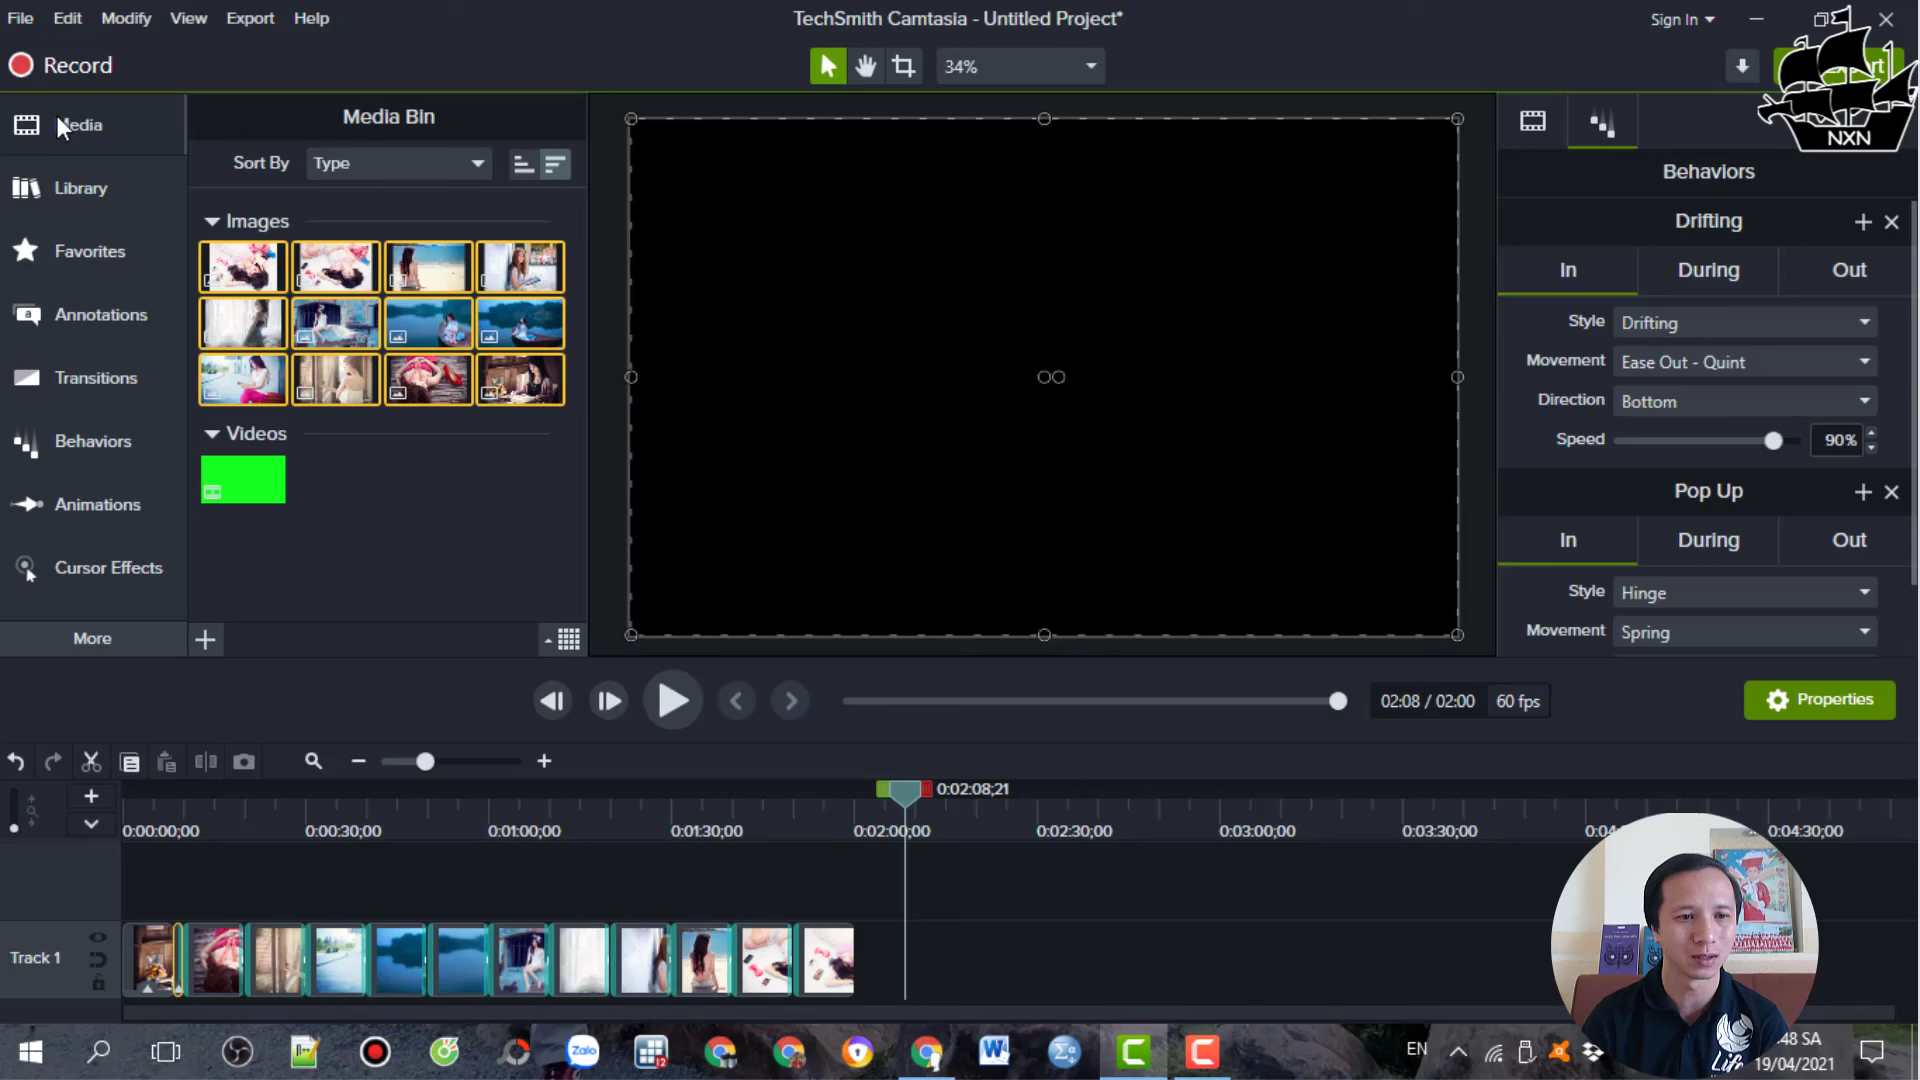 File Edit Modify View Export Help
TechSmith Camtasia - Untitled Project*
Sign In
Record
34%
NXN
Media
Library
Favorites
Annotations
Transitions
Behaviors
Animations
Cursor Effects
More
Media Bin
Sort By Type
Images
Videos
Behaviors
Drifting
In During Out
Style Drifting
Movement Ease Out - Quint
Direction Bottom
Speed 90%
Pop Up
In During Out
Style Hinge
Movement Spring
02:08 / 02:00 60 fps
Properties
0:02:08;21
0:00:00;00 0:00:30;00 0:01:00;00 0:01:30;00 0:02:00;00 0:02:30;00 0:03:00;00 0:03:30;00 0:04:30;00
Track 1
Zalo
12
EN
:48 SA
19/04/2021
Life